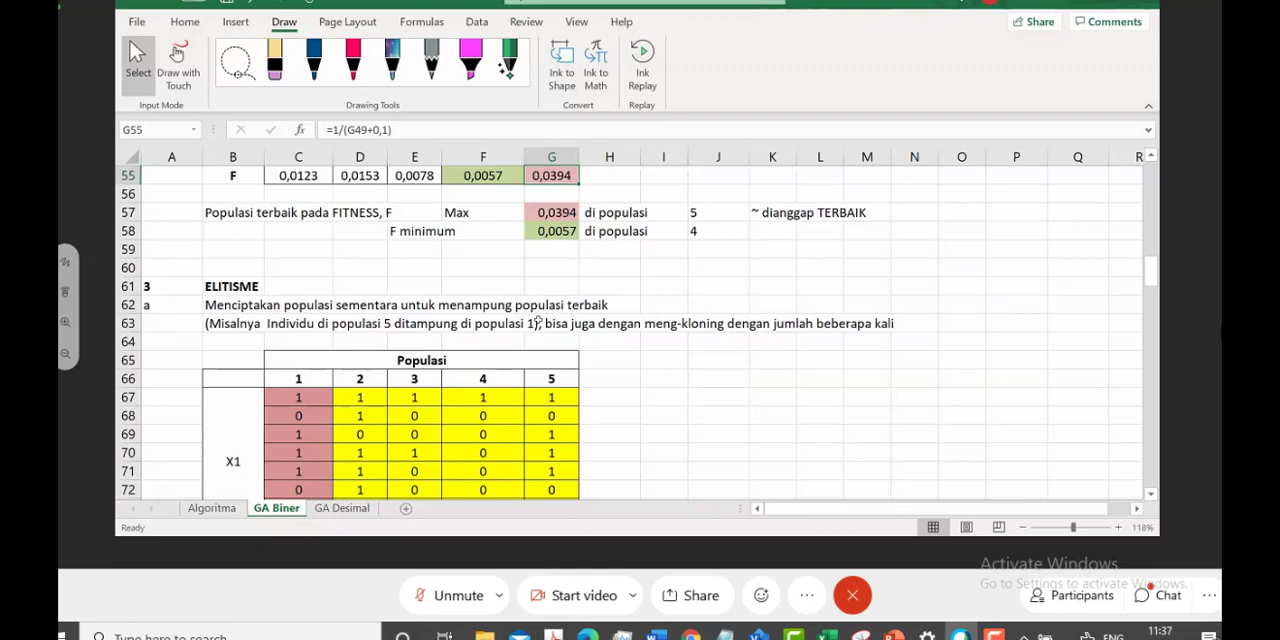 File Home Insert Draw Page Layout Formulas Data Review View Help Share Comments
Select Draw with Touch Ink to Shape Ink to Math Ink Replay
Input Mode Drawing Tools Convert Replay
G55 fx =1/(G49+0,1)
A B C D E F G H I J K L M N O P Q R
55 F 0,0123 0,0153 0,0078 0,0057 0,0394
56
57 Populasi terbaik pada FITNESS, F Max 0,0394 di populasi 5 ~ dianggap TERBAIK
58 F minimum 0,0057 di populasi 4
59
60
61 3 ELITISME
62 a Menciptakan populasi sementara untuk menampung populasi terbaik
63 (Misalnya Individu di populasi 5 ditampung di populasi 1), bisa juga dengan meng-kloning dengan jumlah beberapa kali
64
65 Populasi
66 1 2 3 4 5
67 1 1 1 1 1
68 0 1 0 0 0
69 1 0 0 0 1
70 1 1 1 0 1
X1
71 1 1 0 0 1
72 0 1 0 0 0
Algoritma GA Biner GA Desimal
Ready 118%
Activate Windows
Go to Settings to activate Windows.
Unmute Start video Share Participants Chat
Type here to search ENG 11:37